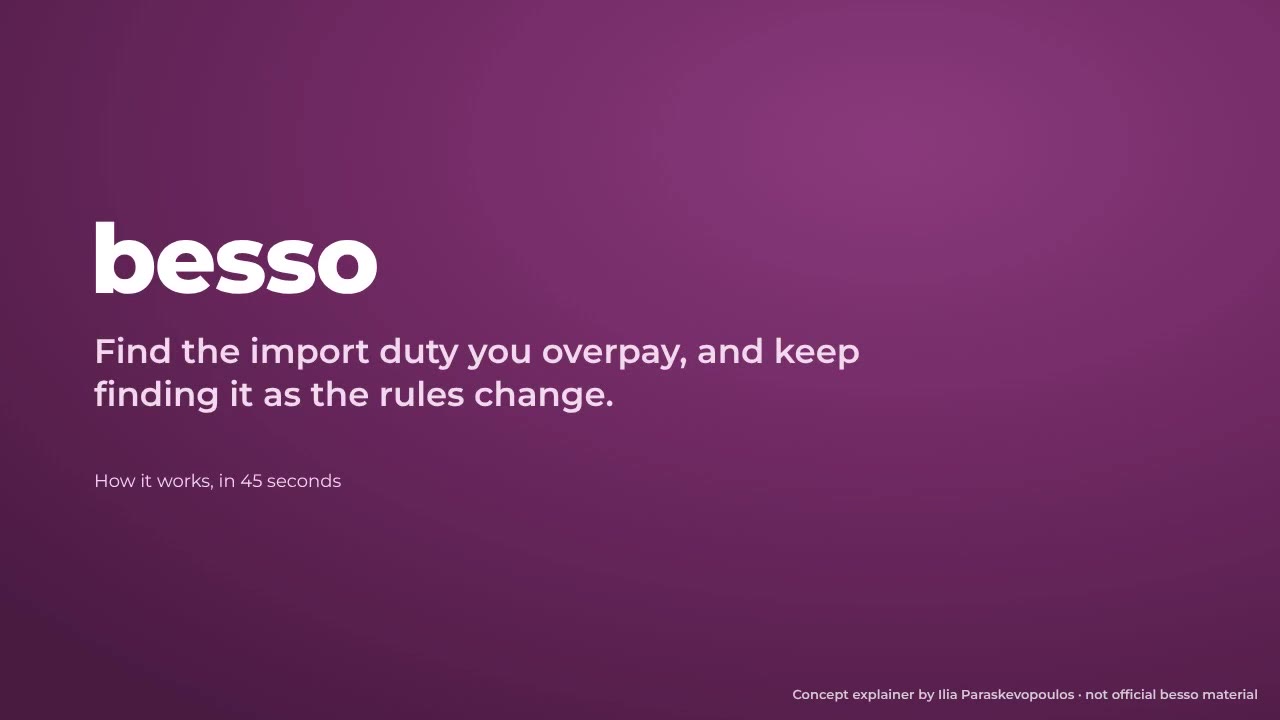 besso
Find the import duty you overpay, and keep
finding it as the rules change.
How it works, in 45 seconds
Concept explainer by Ilia Paraskevopoulos · not official besso material